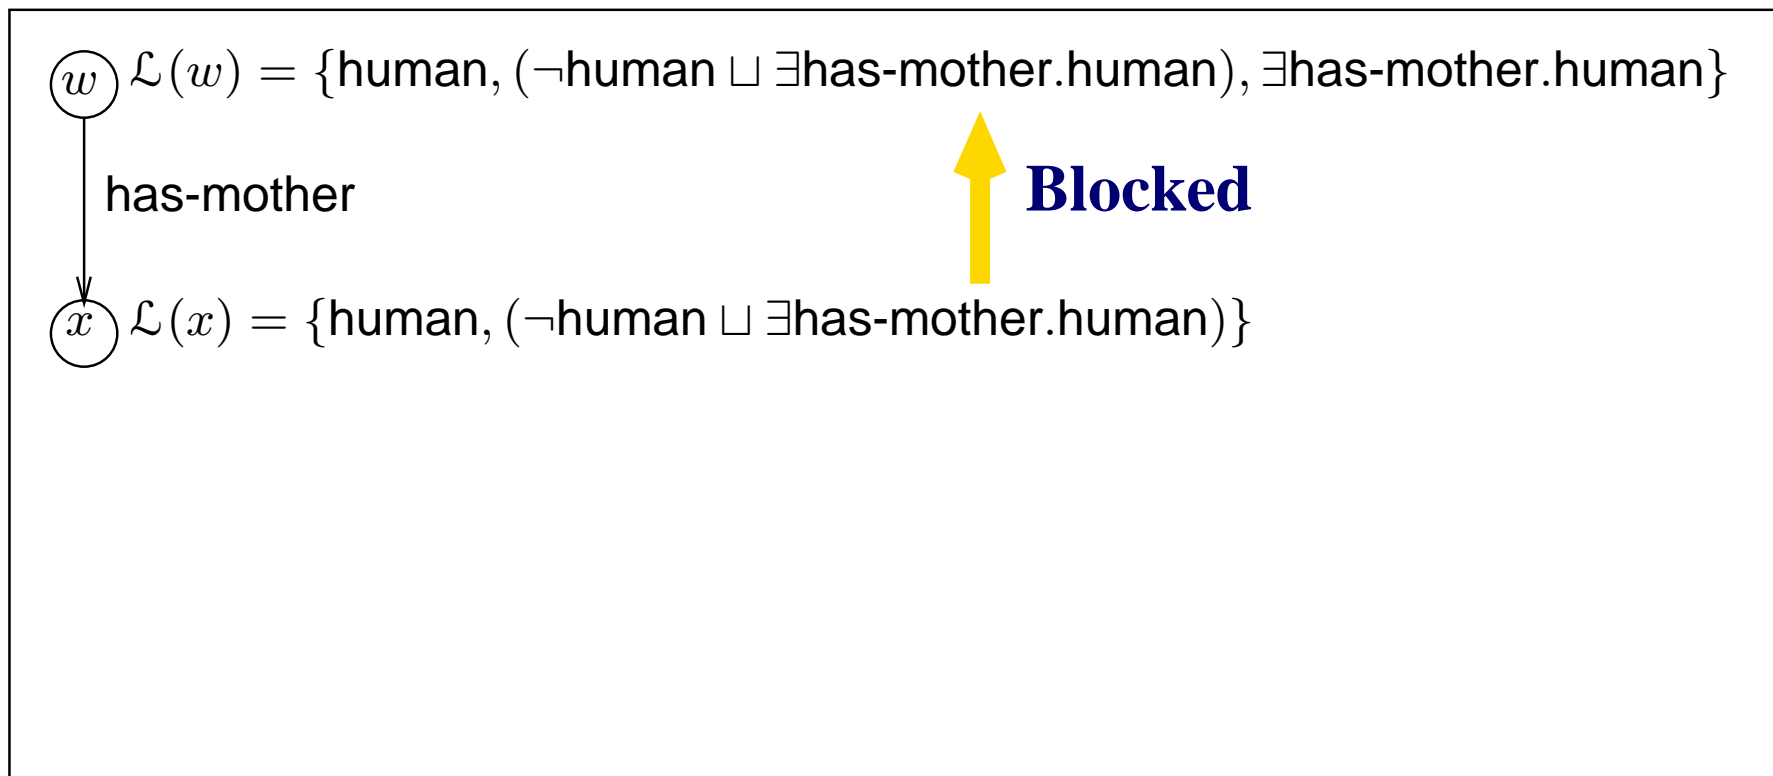 w ℒ(w) = {human, (¬human ⊔ ∃has-mother.human), ∃has-mother.human}
has-mother Blocked
x ℒ(x) = {human, (¬human ⊔ ∃has-mother.human)}